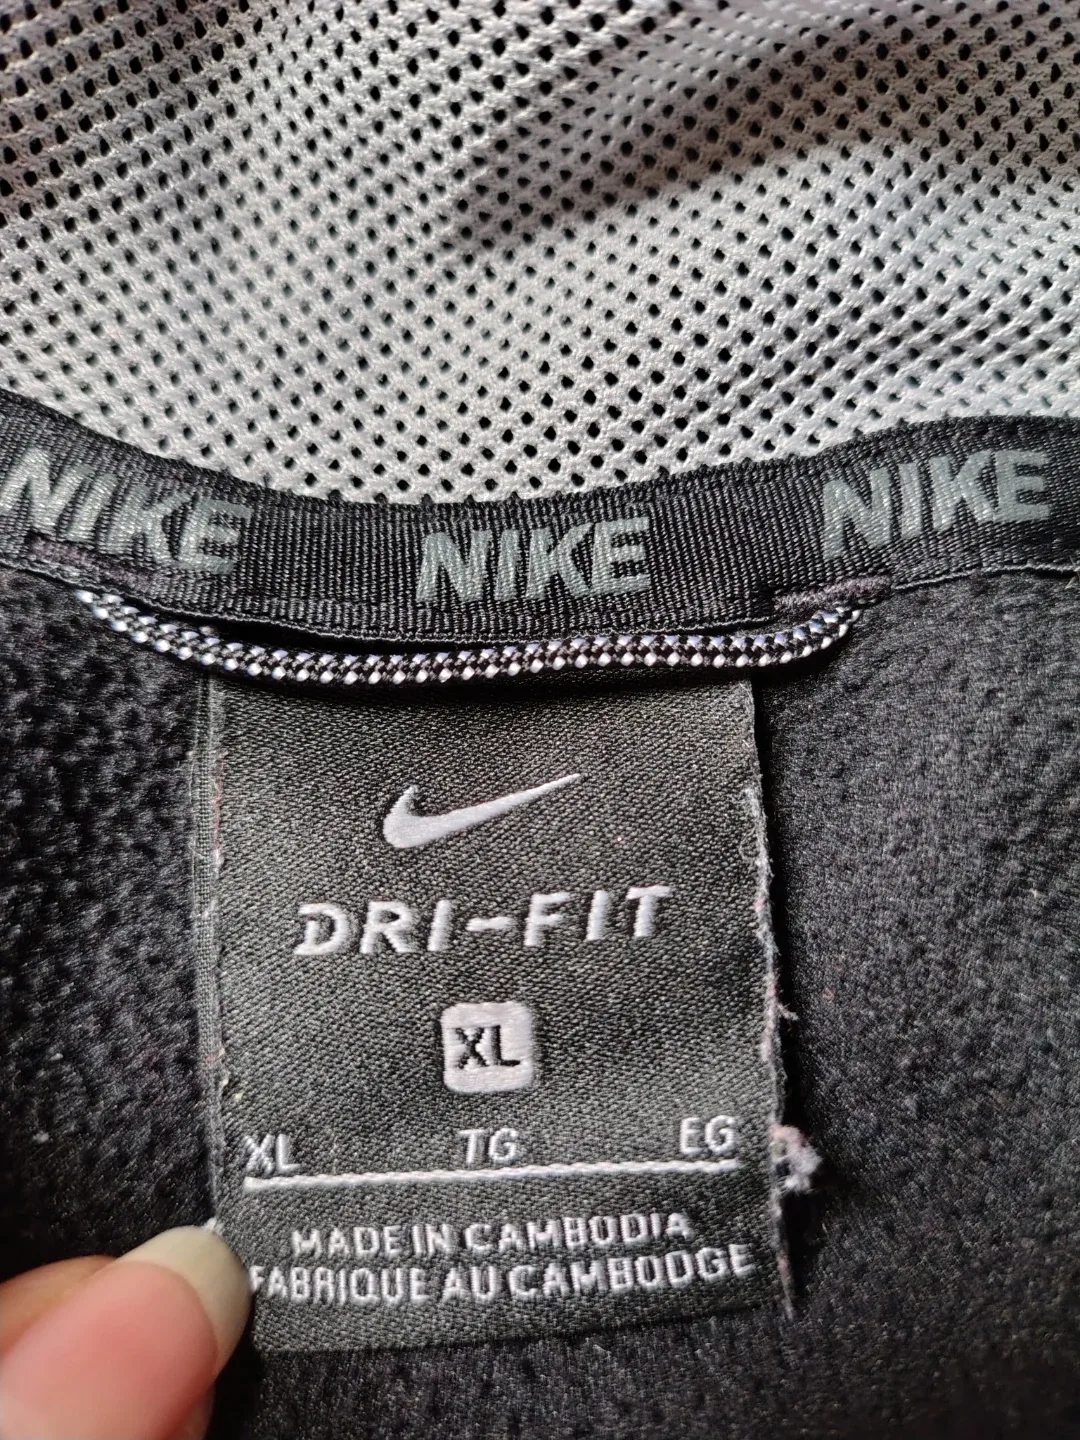 NIKE NIKE NIKE
DRI-FIT
XL
XL TG EG
MADE IN CAMBODIA
FABRIQUE AU CAMBODGE